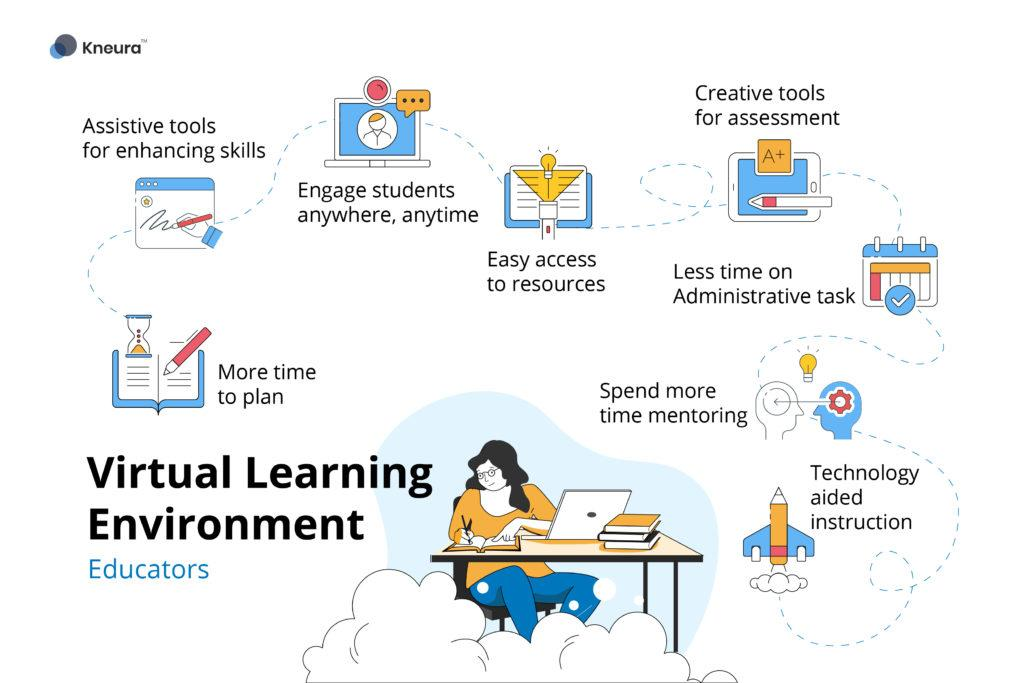 Kneura™
Assistive tools
for enhancing skills
Engage students
anywhere, anytime
Easy access
to resources
Creative tools
for assessment
A+
Less time on
Administrative task
Spend more
time mentoring
Technology
aided
instruction
More time
to plan
Virtual Learning
Environment
Educators